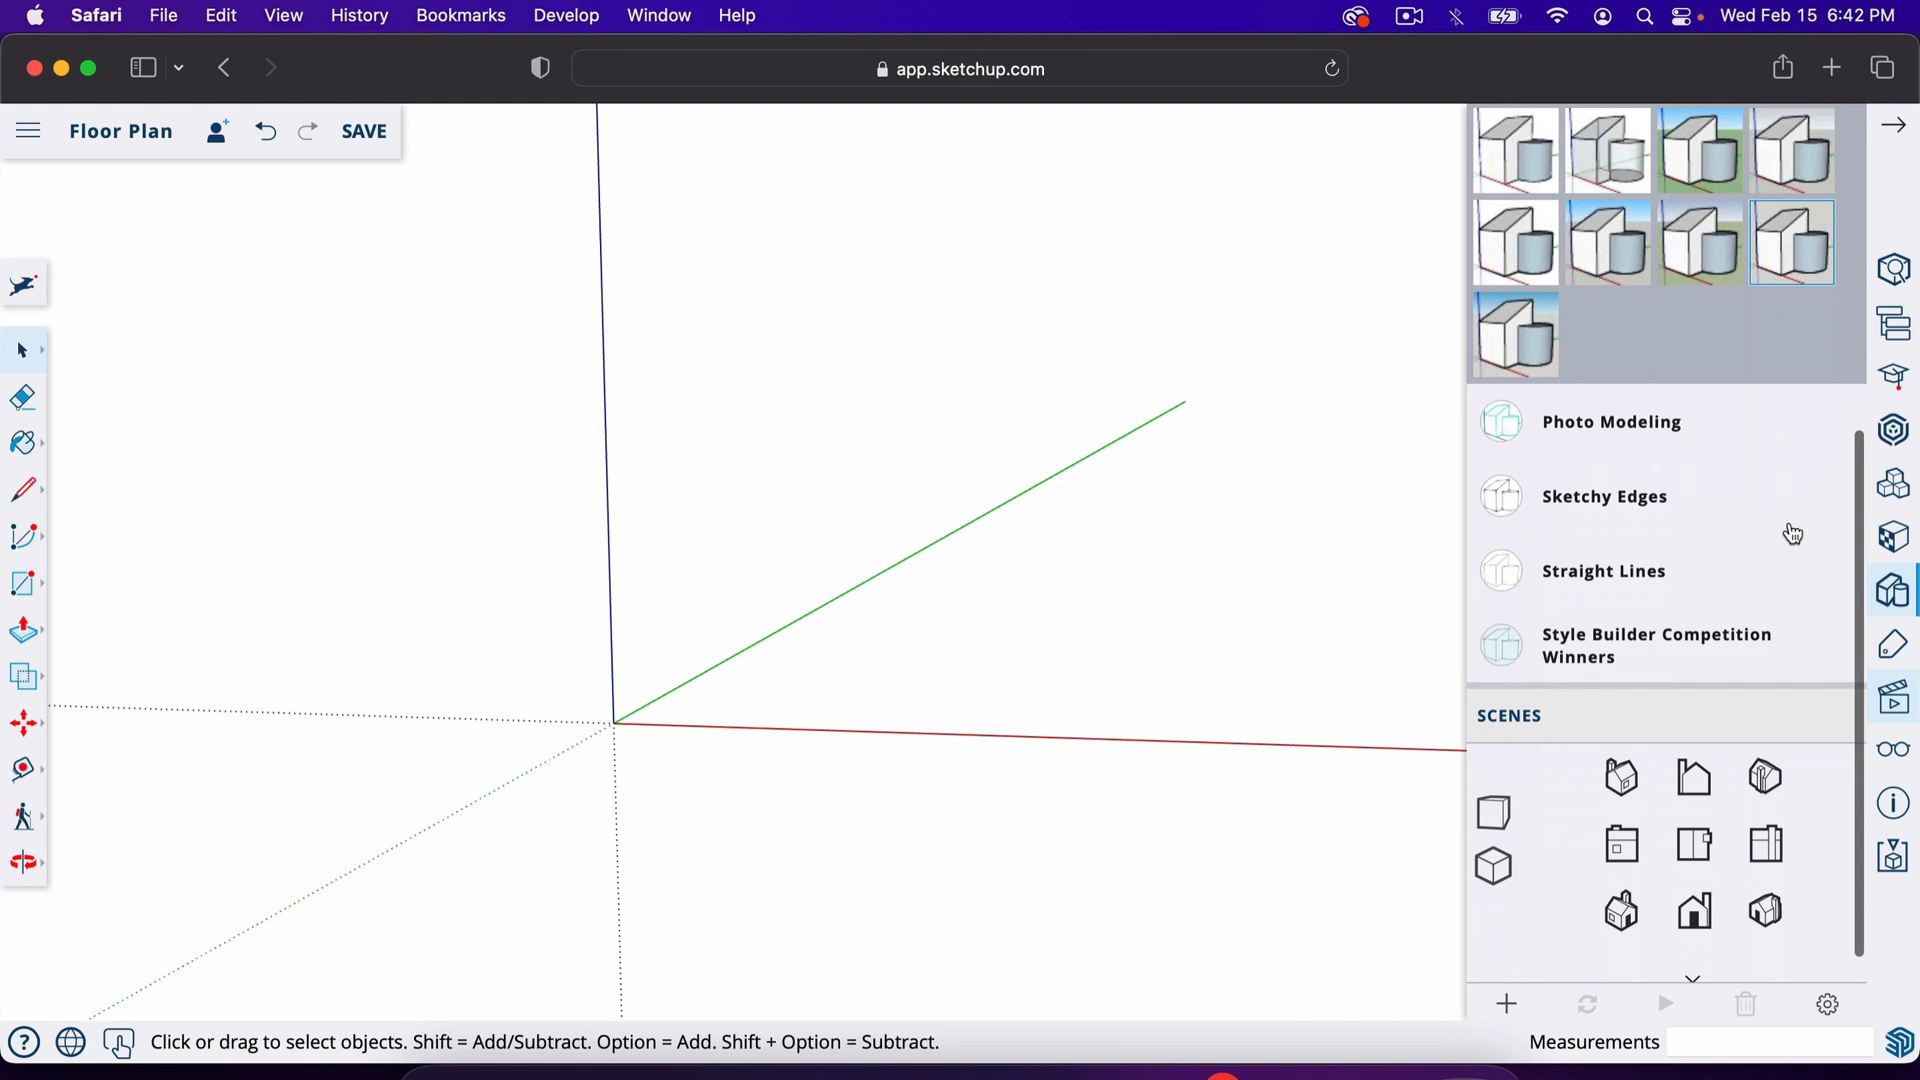 Safari File Edit View History Bookmarks Develop Window Help Wed Feb 15 6:42 PM
app.sketchup.com
Floor Plan SAVE
Photo Modeling
Sketchy Edges
Straight Lines
Style Builder Competition
Winners
SCENES
Click or drag to select objects. Shift = Add/Subtract. Option = Add. Shift + Option = Subtract. Measurements